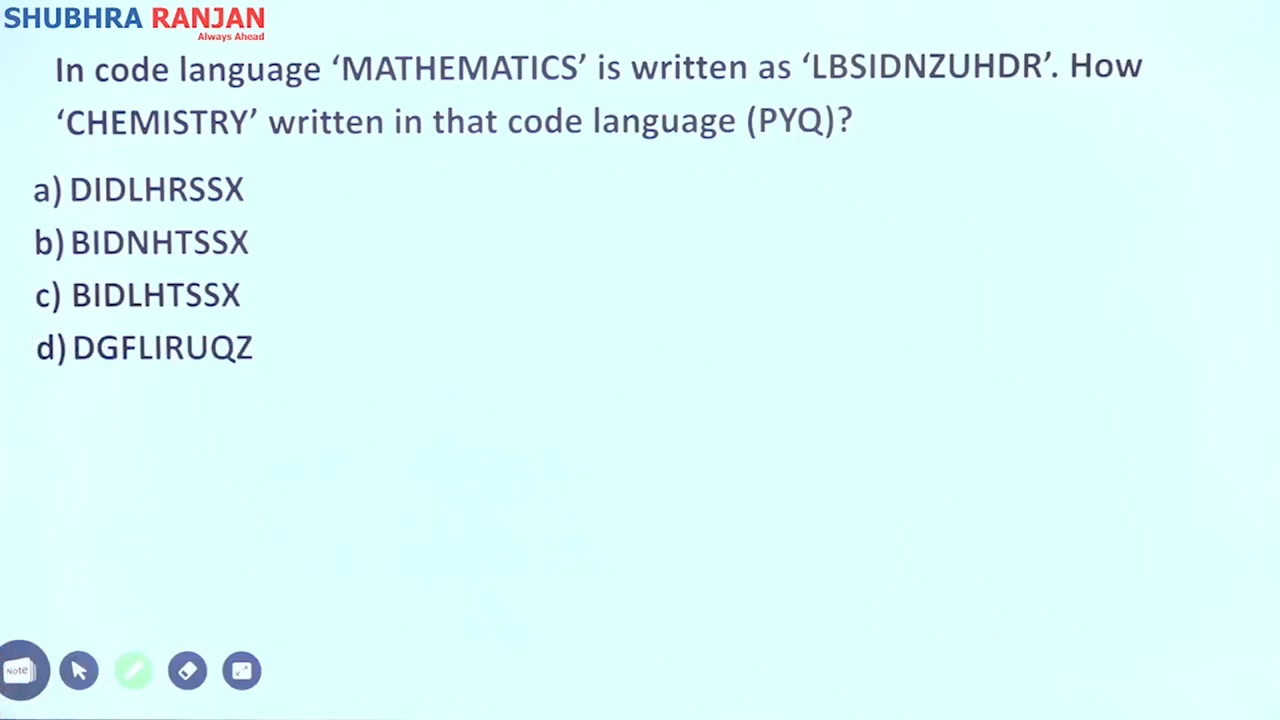 SHUBHRA RANJAN
Always Ahead
In code language ‘MATHEMATICS’ is written as ‘LBSIDNZUHDR’. How
‘CHEMISTRY’ written in that code language (PYQ)?
a) DIDLHRSSX
b) BIDNHTSSX
c) BIDLHTSSX
d) DGFLIRUQZ
Note